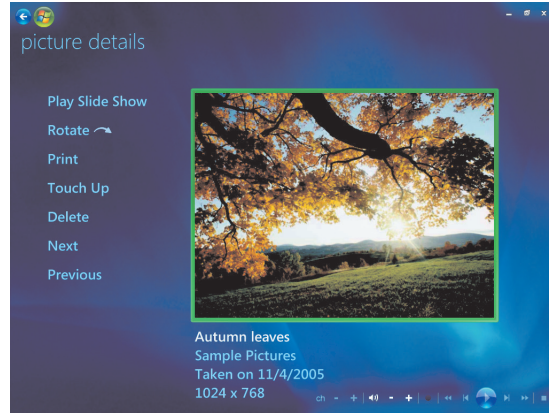 picture details
Play Slide Show
Rotate
Print
Touch Up
Delete
Next
Previous
Autumn leaves
Sample Pictures
Taken on 11/4/2005
1024 x 768
ch - + - +